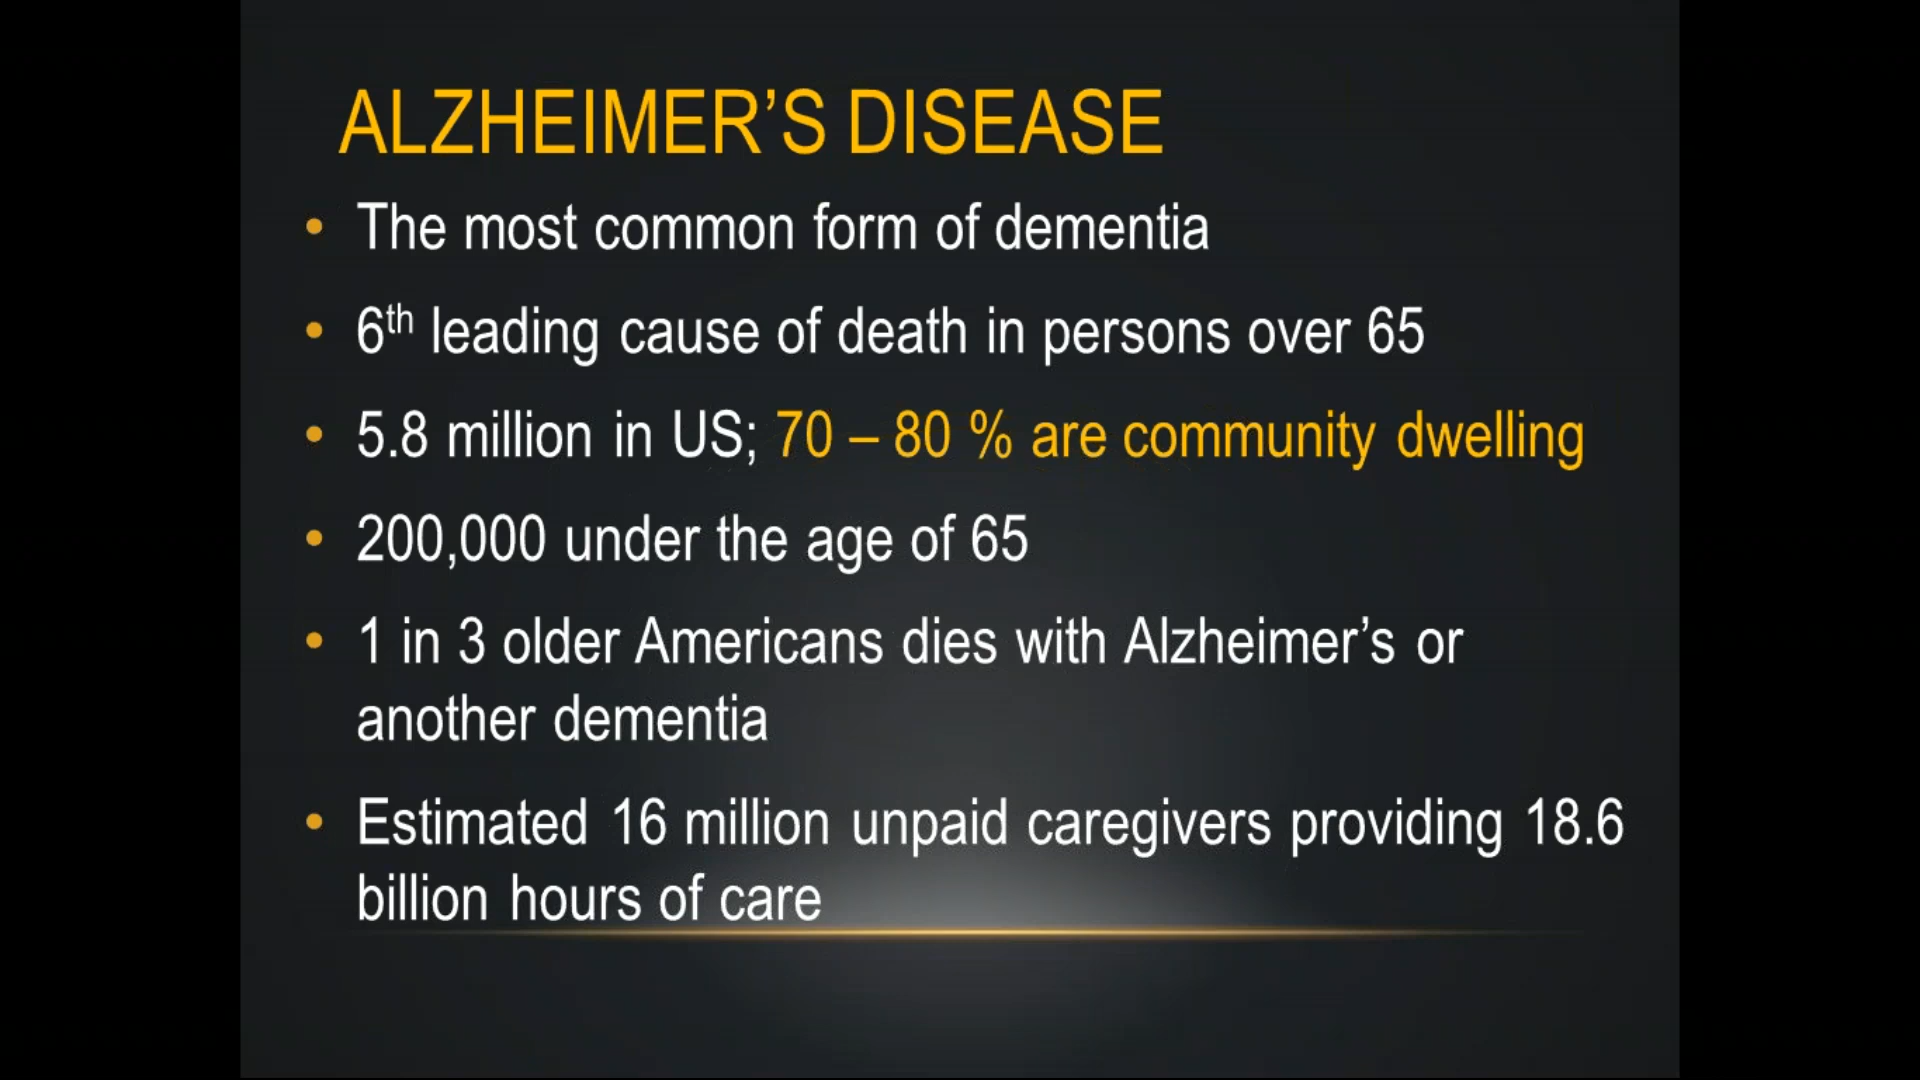 ALZHEIMER’S DISEASE
• The most common form of dementia
• 6th leading cause of death in persons over 65
• 5.8 million in US; 70 – 80 % are community dwelling
• 200,000 under the age of 65
• 1 in 3 older Americans dies with Alzheimer’s or
another dementia
• Estimated 16 million unpaid caregivers providing 18.6
billion hours of care